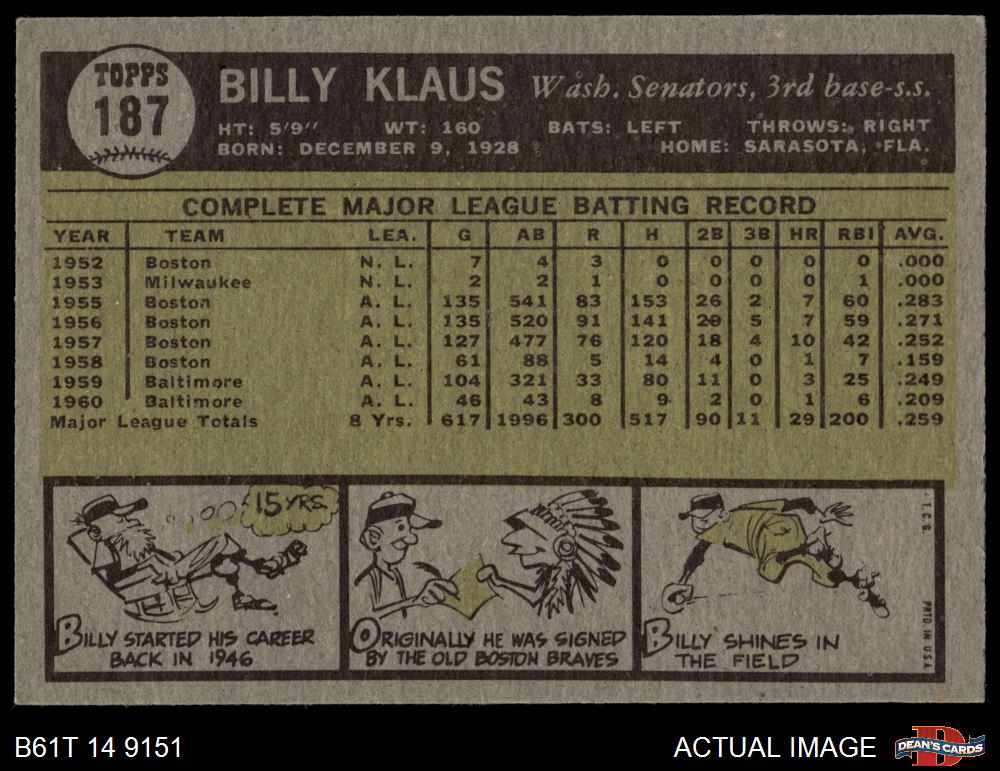 TOPPS
187
BILLY KLAUS Wash. Senators, 3rd base-s.s.
HT: 5'9" WT: 160 BATS: LEFT THROWS: RIGHT
BORN: DECEMBER 9, 1928 HOME: SARASOTA, FLA.
COMPLETE MAJOR LEAGUE BATTING RECORD
YEAR TEAM LEA. G AB R H 2B 3B HR RBI AVG.
1952 Boston N. L. 7 4 3 0 0 0 0 0 .000
1953 Milwaukee N. L. 2 2 1 0 0 0 0 1 .000
1955 Boston A. L. 135 541 83 153 26 2 7 60 .283
1956 Boston A. L. 135 520 91 141 29 5 7 59 .271
1957 Boston A. L. 127 477 76 120 18 4 10 42 .252
1958 Boston A. L. 61 88 5 14 4 0 1 7 .159
1959 Baltimore A. L. 104 321 33 80 11 0 3 25 .249
1960 Baltimore A. L. 46 43 8 9 2 0 1 6 .209
Major League Totals 8 Yrs. 617 1996 300 517 90 11 29 200 .259
15 YRS.
BILLY STARTED HIS CAREER
BACK IN 1946
ORIGINALLY HE WAS SIGNED
BY THE OLD BOSTON BRAVES
BILLY SHINES IN
THE FIELD
T.C.G. PRTD. IN U.S.A.
B61T 14 9151 ACTUAL IMAGE DEAN'S CARDS